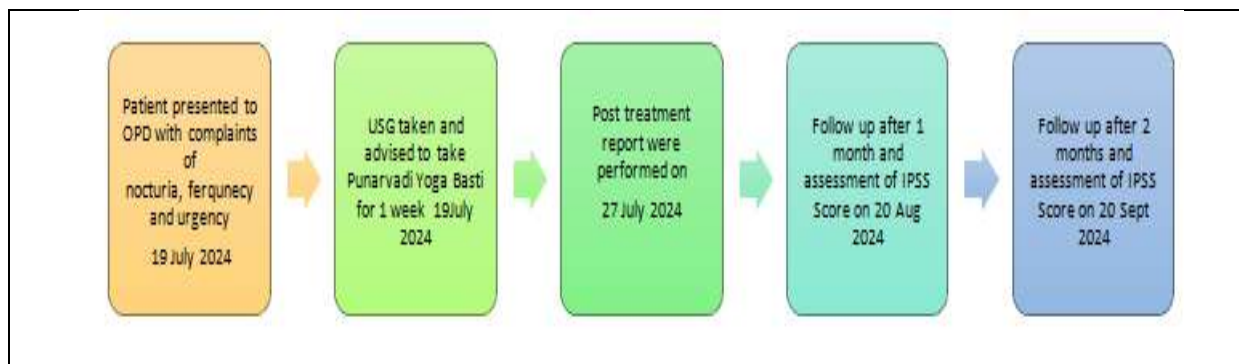 Patient presented to
OPD with complaints
of
nocturia, ferqunecy
and urgency
19 July 2024
USG taken and
advised to take
Punarvadi Yoga Basti
for 1 week 19July
2024
Post treatment
report were
performed on
27 July 2024
Follow up after 1
month and
assessment of IPSS
Score on 20 Aug
2024
Follow up after 2
months and
assessment of IPSS
Score on 20 Sept
2024